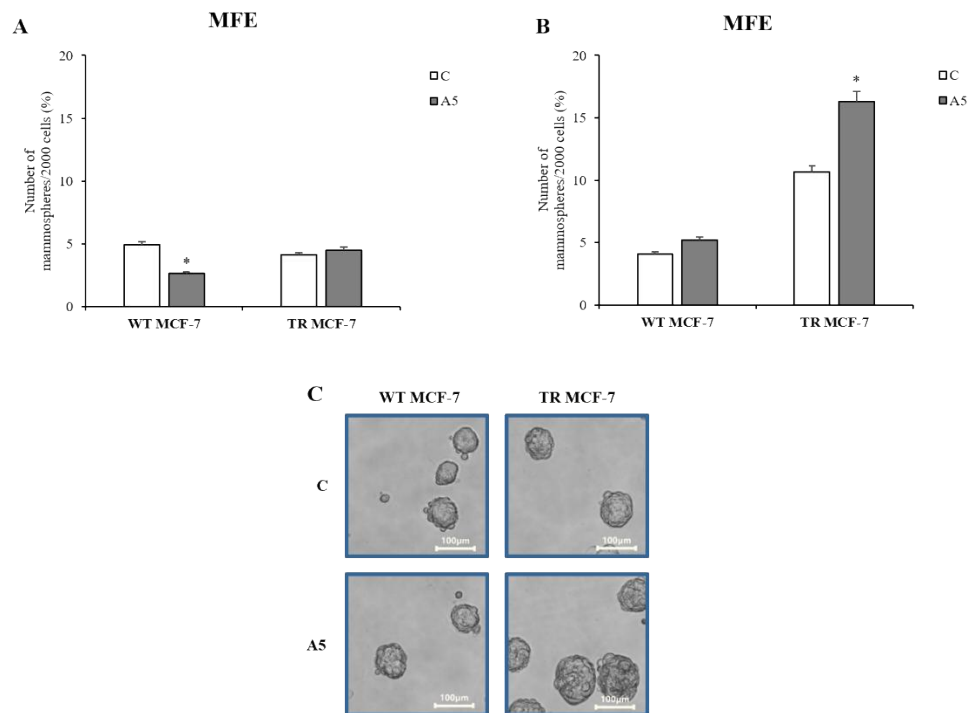 A
MFE
20
15
10
5
0
Number of
mammospheres/2000 cells (%)
*
WT MCF-7
TR MCF-7
C
A5
B
MFE
20
15
10
5
0
Number of
mammospheres/2000 cells (%)
*
WT MCF-7
TR MCF-7
C
A5
C
WT MCF-7
TR MCF-7
C
100μm
100μm
A5
100μm
100μm